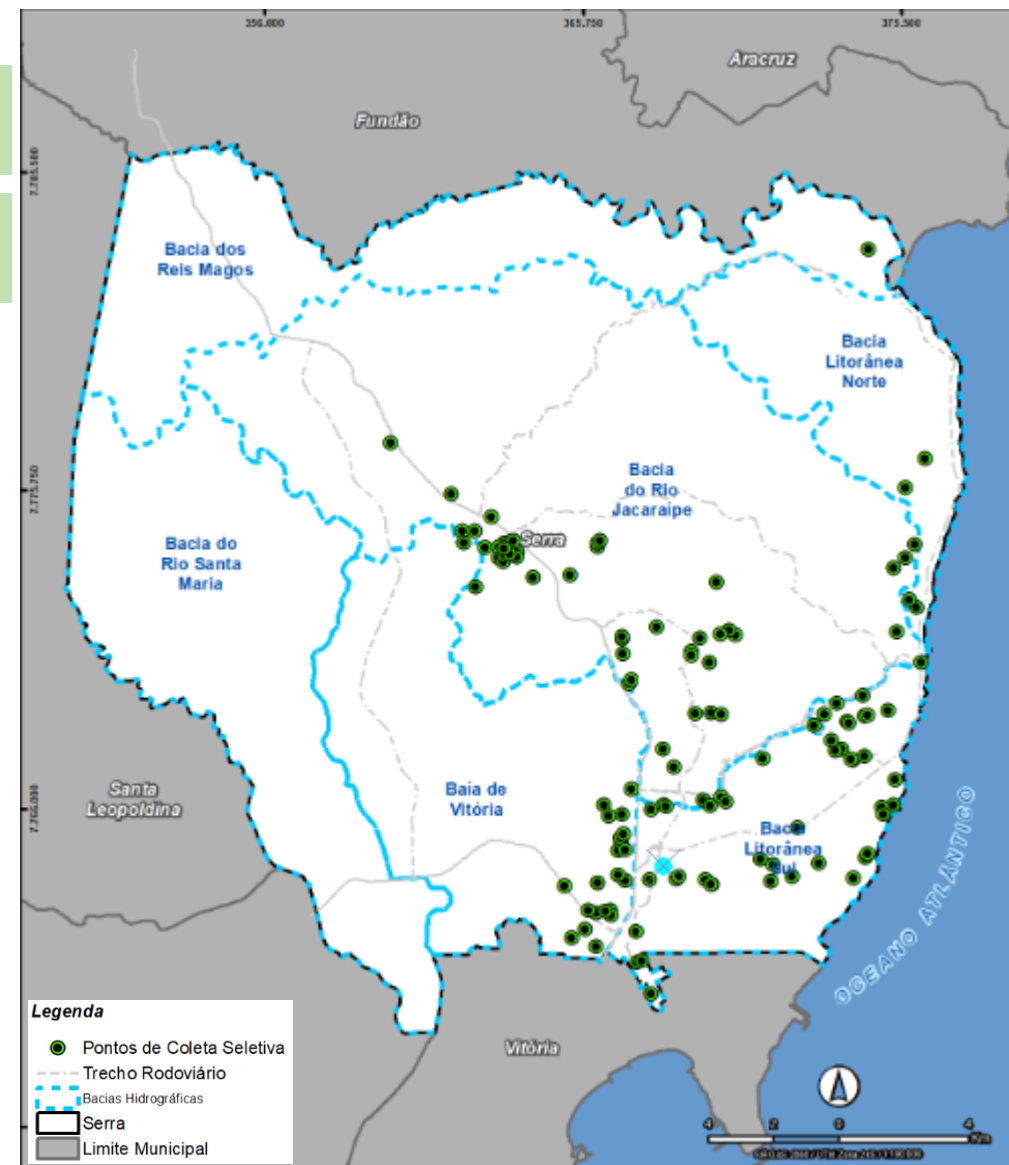 356.000
365.750
375.500
Aracruz
Fundão
7.785.500
Bacia dos
Reis Magos
Bacia
Litorânea
Norte
7.775.750
Bacia
do Rio
Jacaraipe
Serra
Bacia do
Rio Santa
Maria
Santa
Leopoldina
Baia de
Vitória
7.766.000
Bacia
Litorânea
Sul
OCEANO ATLÂNTICO
Vitória
Legenda
Pontos de Coleta Seletiva
Trecho Rodoviário
Bacias Hidrográficas
Serra
Limite Municipal
4 2 0 4
Km